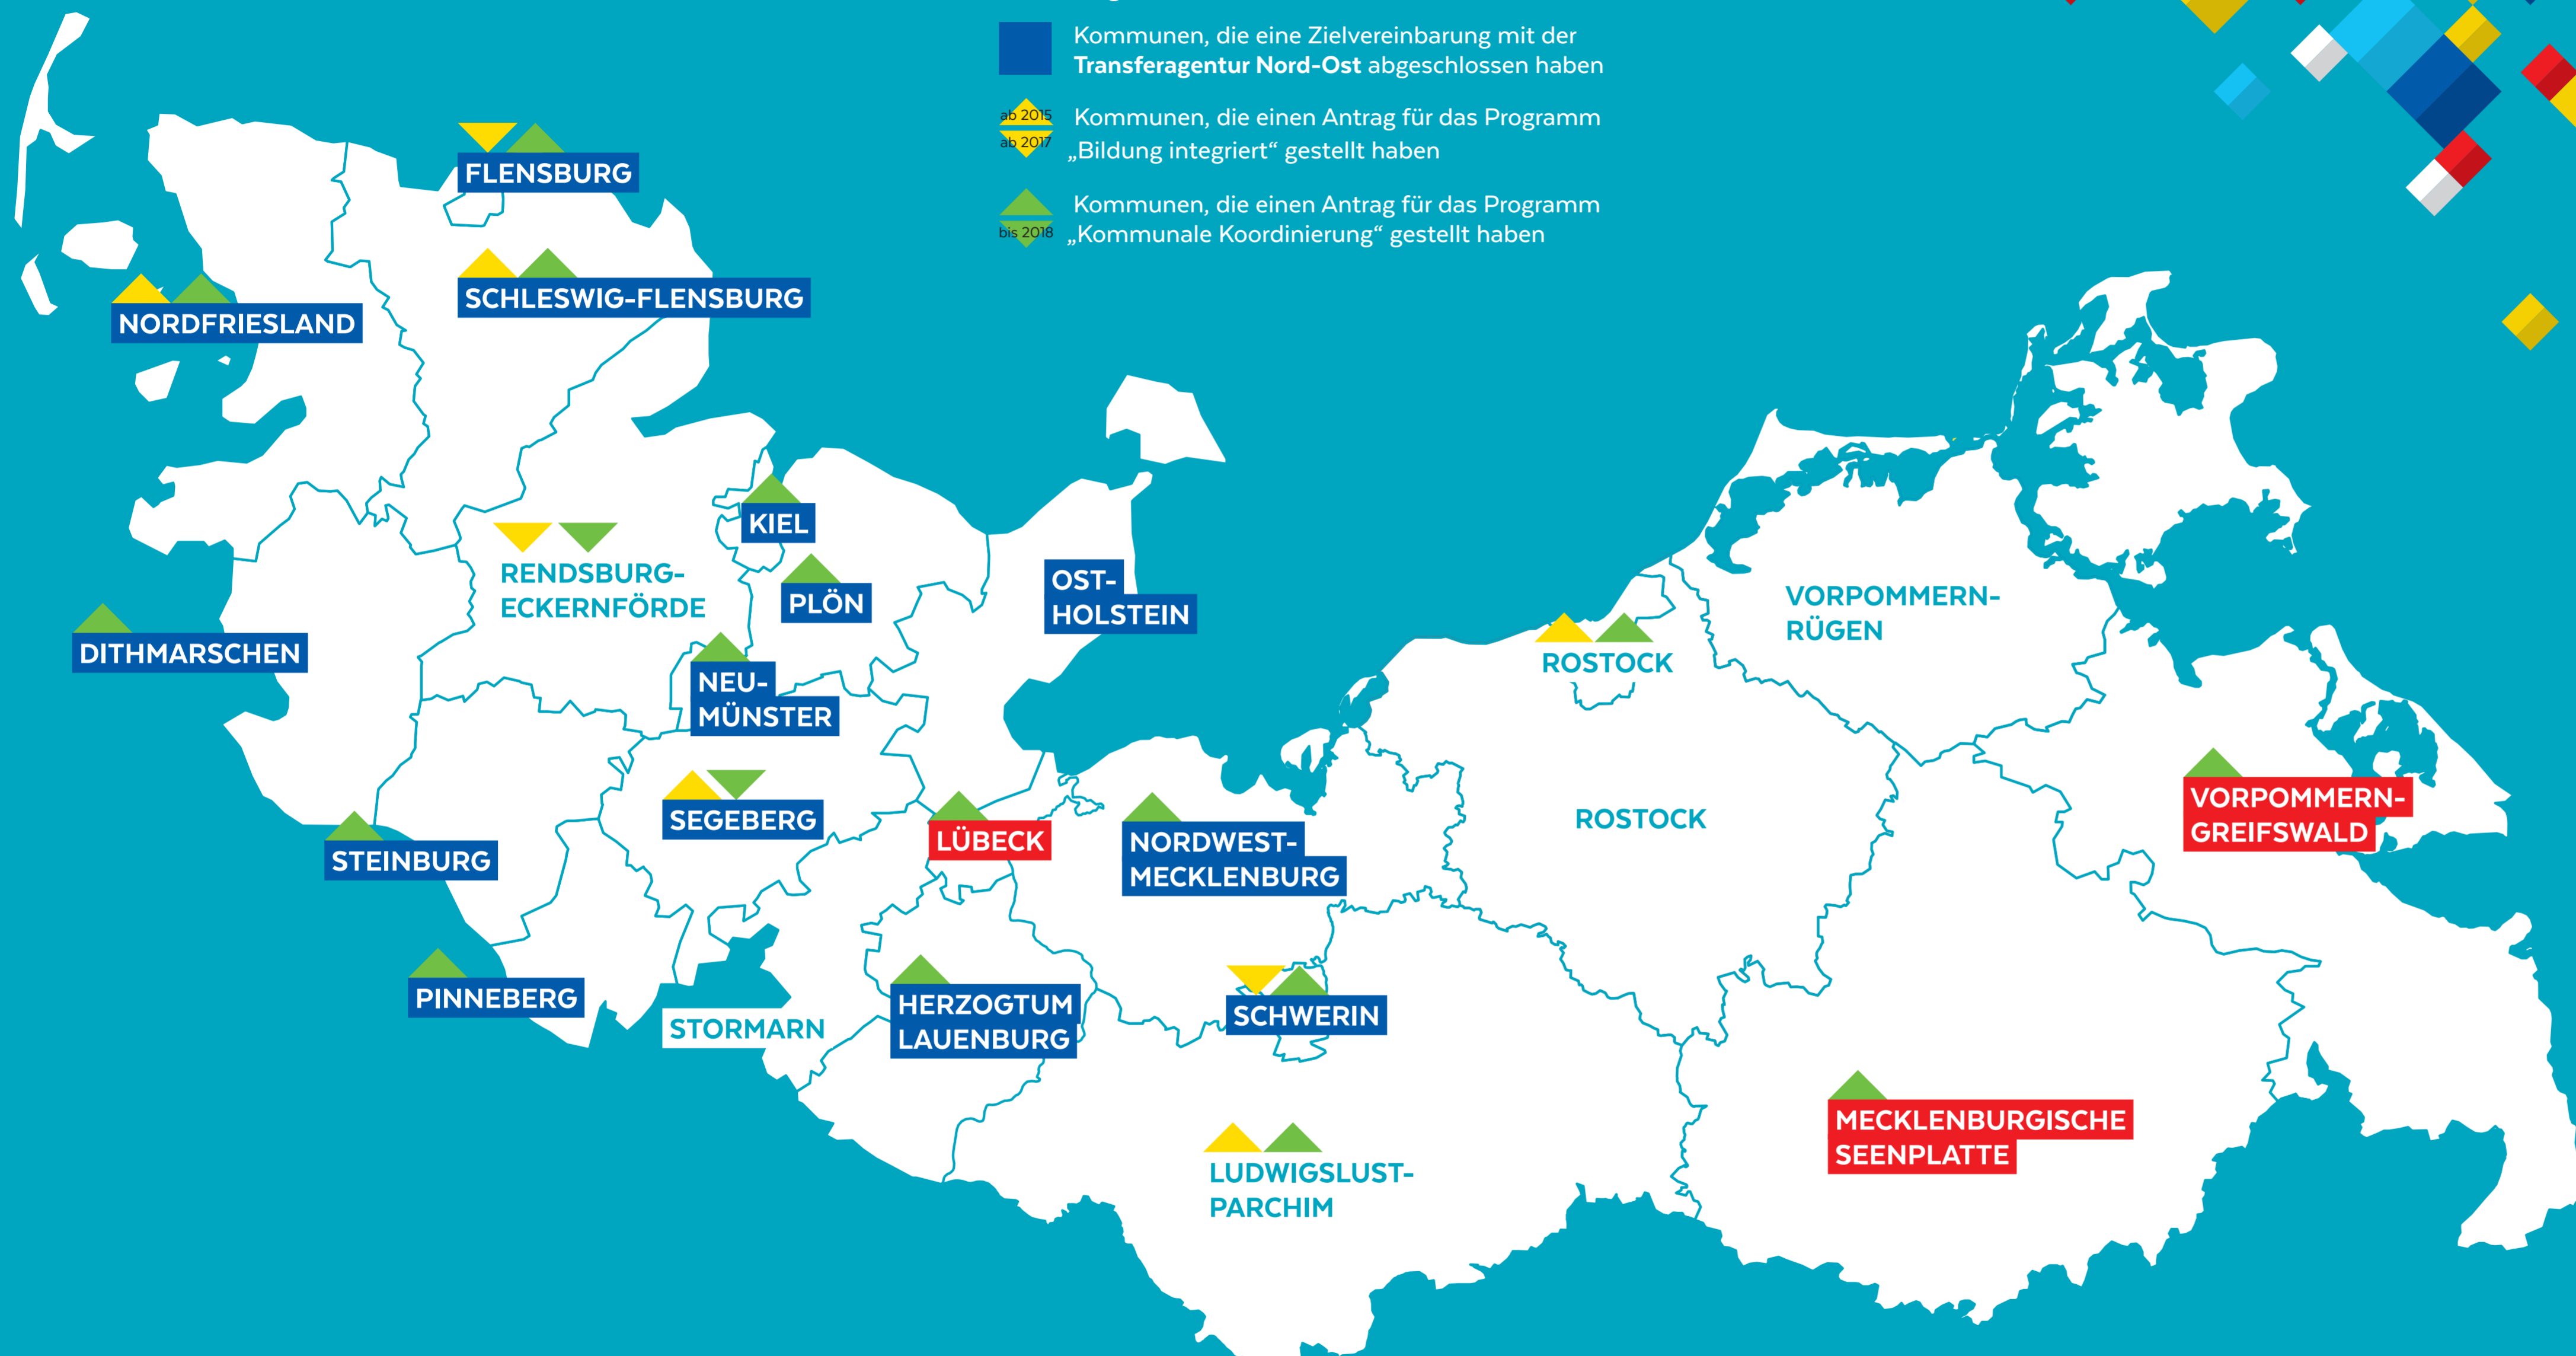 Kommunen, die eine Zielvereinbarung mit der
Transferagentur Nord-Ost abgeschlossen haben
ab 2015
ab 2017
Kommunen, die einen Antrag für das Programm
„Bildung integriert“ gestellt haben
Kommunen, die einen Antrag für das Programm
bis 2018
„Kommunale Koordinierung“ gestellt haben
FLENSBURG
SCHLESWIG-FLENSBURG
NORDFRIESLAND
KIEL
RENDSBURG-
ECKERNFÖRDE
PLÖN
OST-
HOLSTEIN
DITHMARSCHEN
NEU-
MÜNSTER
SEGEBERG
STEINBURG
LÜBECK
NORDWEST-
MECKLENBURG
PINNEBERG
STORMARN
HERZOGTUM
LAUENBURG
SCHWERIN
LUDWIGSLUST-
PARCHIM
ROSTOCK
ROSTOCK
VORPOMMERN-
RÜGEN
VORPOMMERN-
GREIFSWALD
MECKLENBURGISCHE
SEENPLATTE